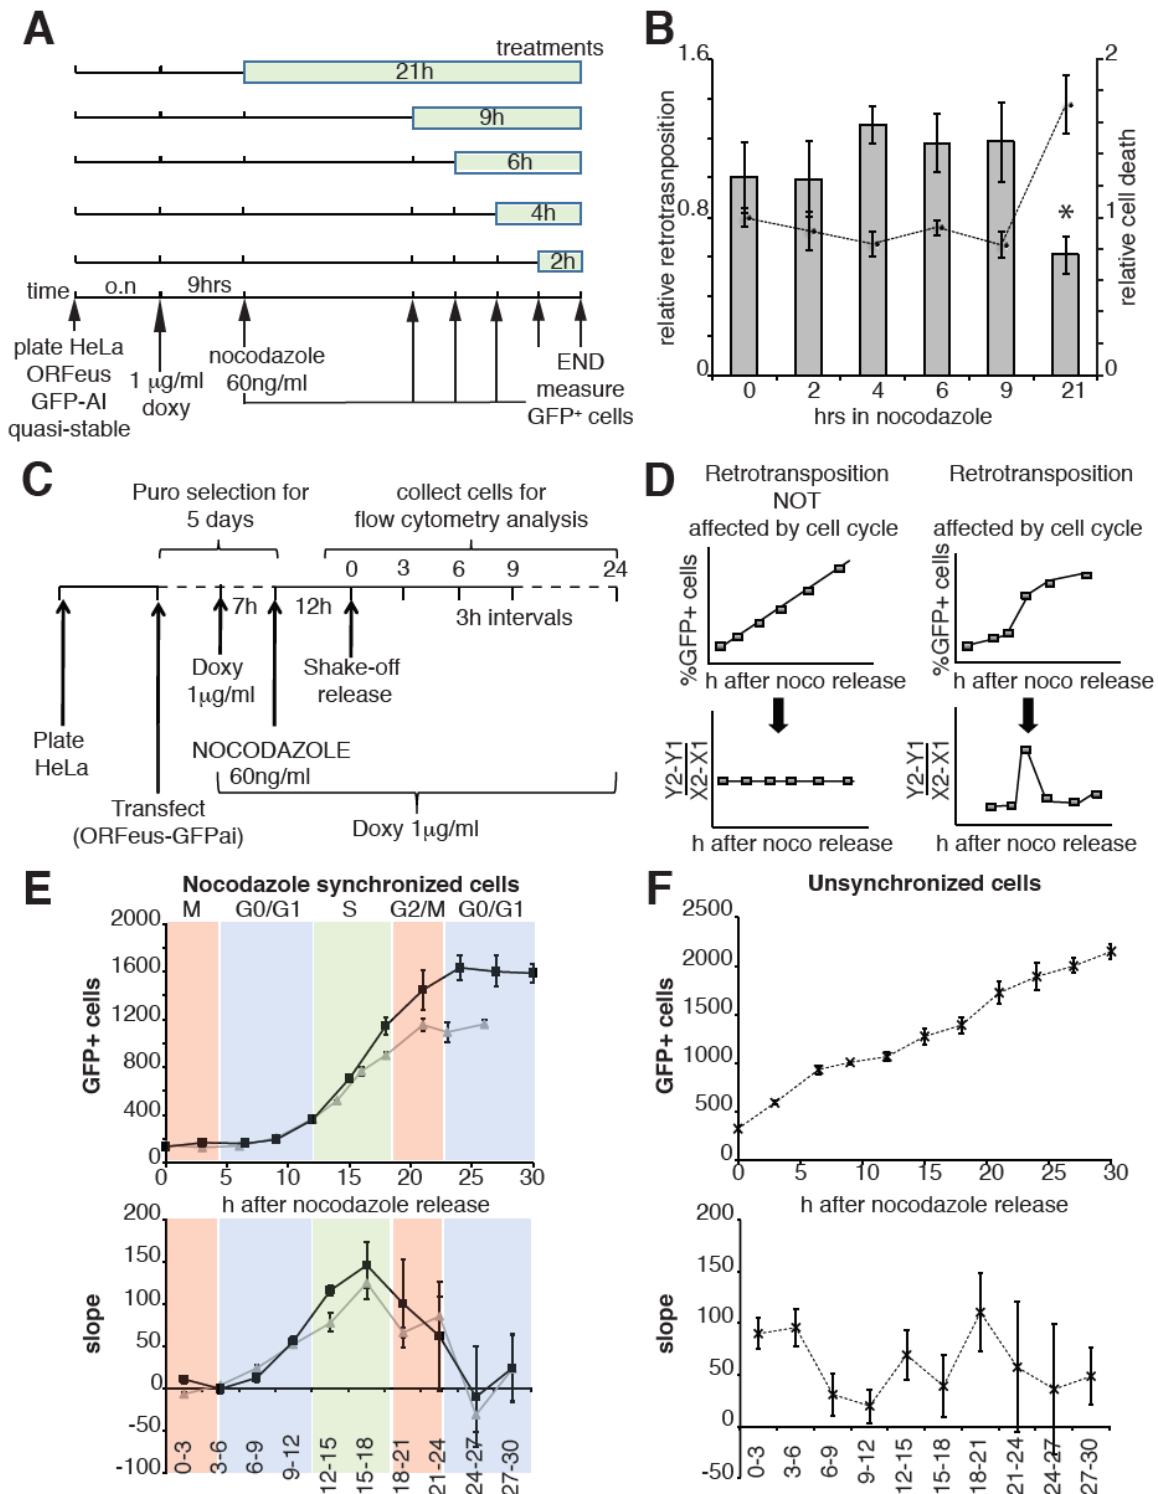 A
treatments
21h
9h
6h
4h
2h
time
o.n
9hrs
plate HeLa
ORFeus
GFP-AI
quasi-stable
1 µg/ml
doxy
nocodazole
60ng/ml
END
measure
GFP+ cells
B
1.6
0.8
0
relative retrotrasnposition
2
1
0
relative cell death
*
0 2 4 6 9 21
hrs in nocodazole
C
Puro selection for
5 days
collect cells for
flow cytometry analysis
0 3 6 9 24
7h
12h
3h intervals
Doxy
1µg/ml
Shake-off
release
Plate
HeLa
NOCODAZOLE
60ng/ml
Transfect
(ORFeus-GFPai)
Doxy 1µg/ml
D
Retrotransposition
NOT
affected by cell cycle
%GFP+ cells
h after noco release
Y2-Y1
X2-X1
h after noco release
Retrotransposition
affected by cell cycle
%GFP+ cells
h after noco release
Y2-Y1
X2-X1
h after noco release
E
Nocodazole synchronized cells
M G0/G1 S G2/M G0/G1
2000
1600
1200
800
400
0
GFP+ cells
0 5 10 15 20 25 30
h after nocodazole release
200
150
100
50
0
-50
-100
slope
0-3 3-6 6-9 9-12 12-15 15-18 18-21 21-24 24-27 27-30
F
Unsynchronized cells
2500
2000
1500
1000
500
0
GFP+ cells
0 5 10 15 20 25 30
h after nocodazole release
200
150
100
50
0
-50
slope
0-3 3-6 6-9 9-12 12-15 15-18 18-21 21-24 24-27 27-30